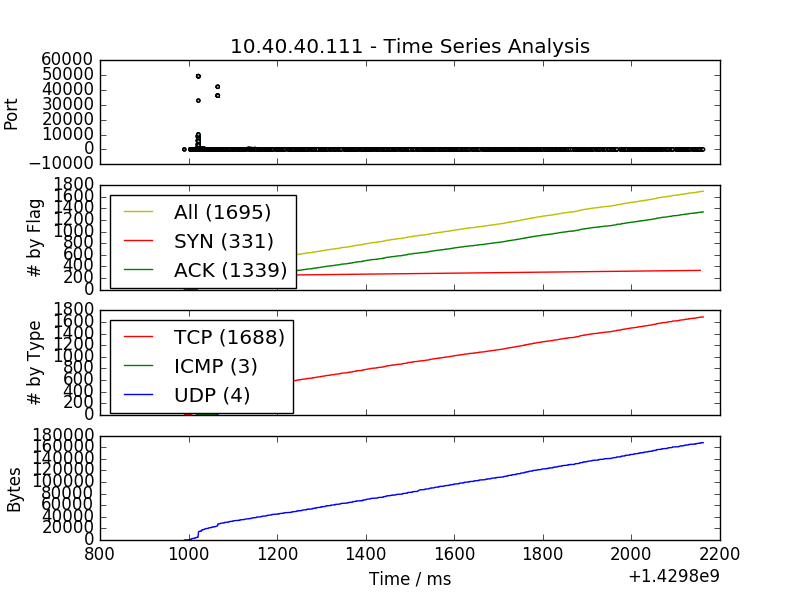 10.40.40.111 - Time Series Analysis
60000
50000
40000
30000
20000
10000
0
−10000
Port
1800
1600
1400
1200
1000
800
600
400
200
0
# by Flag
All (1695)
SYN (331)
ACK (1339)
1800
1600
1400
1200
1000
800
600
400
200
0
# by Type
TCP (1688)
ICMP (3)
UDP (4)
180000
160000
140000
120000
100000
80000
60000
40000
20000
0
Bytes
800 1000 1200 1400 1600 1800 2000 2200
Time / ms
+1.4298e9